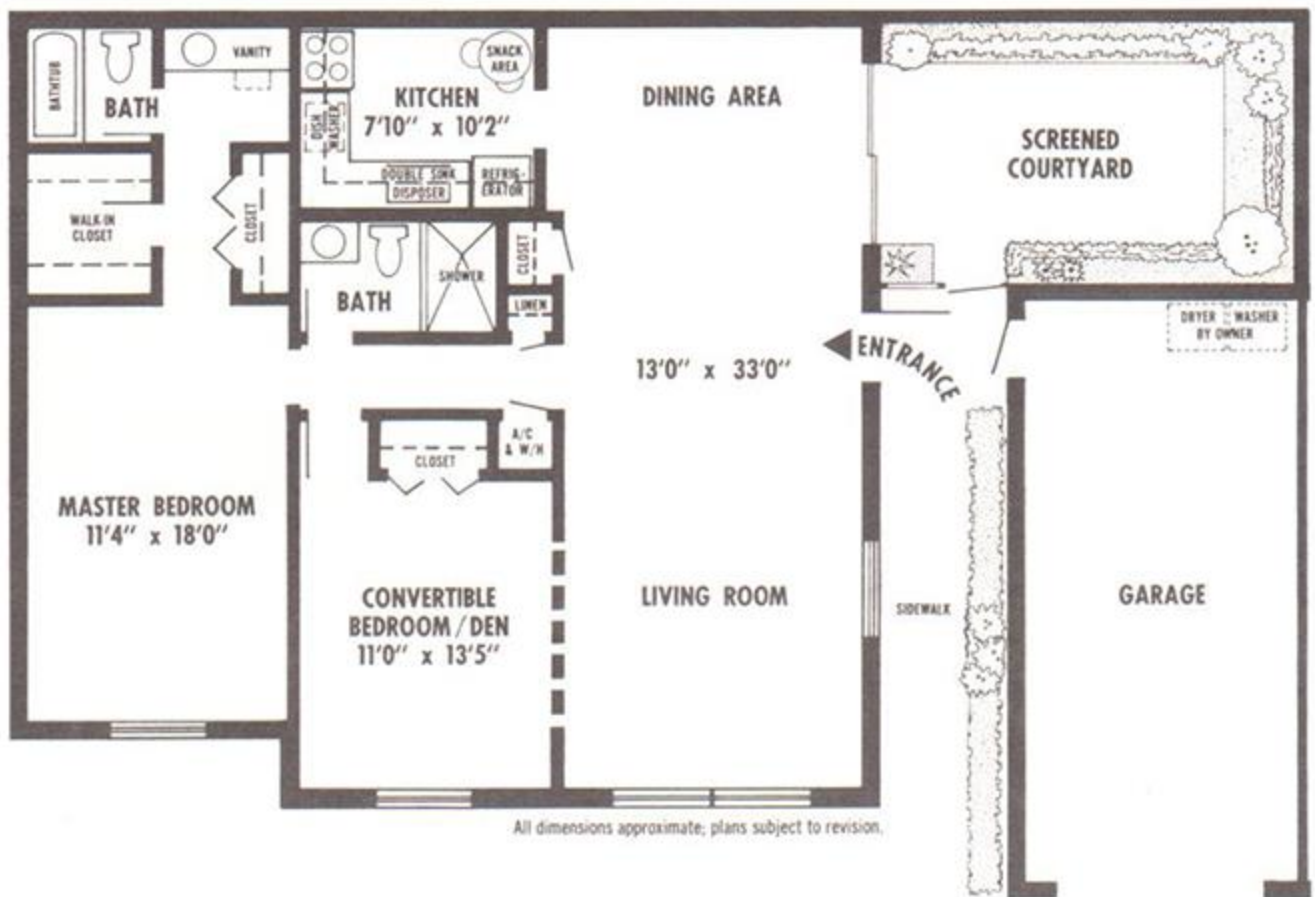 BATHTUB
BATH
VANITY
KITCHEN
7'10" x 10'2"
SNACK
AREA
DISH
WASHER
DOUBLE SINK
DISPOSER
REFRIG-
ERATOR
DINING AREA
SCREENED
COURTYARD
WALK-IN
CLOSET
CLOSET
BATH
SHOWER
CLOSET
LINEN
13'0" x 33'0"
ENTRANCE
DRYER WASHER
BY OWNER
A/C
& W/H
CLOSET
MASTER BEDROOM
11'4" x 18'0"
CONVERTIBLE
BEDROOM/DEN
11'0" x 13'5"
LIVING ROOM
SIDEWALK
GARAGE
All dimensions approximate; plans subject to revision.